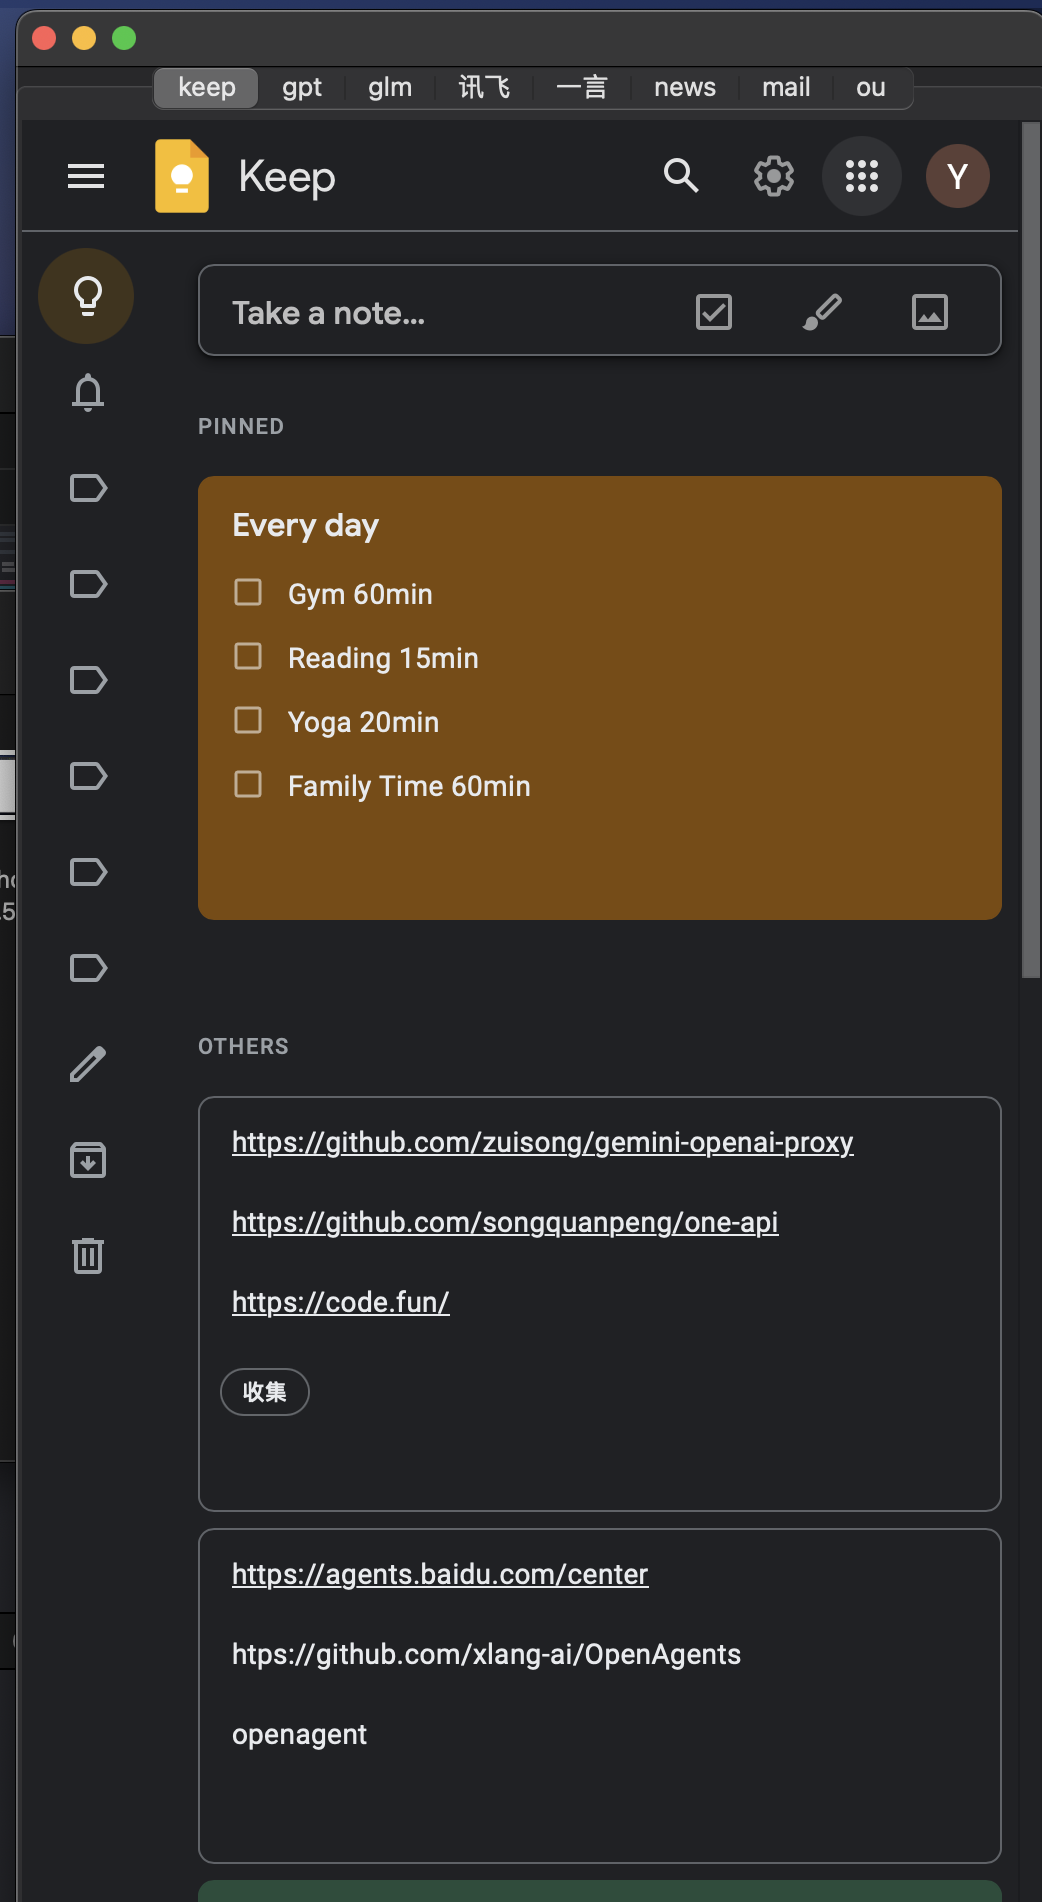 keep gpt glm 讯飞 一言 news mail ou
Keep
Y
Take a note...
PINNED
Every day
Gym 60min
Reading 15min
Yoga 20min
Family Time 60min
OTHERS
https://github.com/zuisong/gemini-openai-proxy
https://github.com/songquanpeng/one-api
https://code.fun/
收集
https://agents.baidu.com/center
htps://github.com/xlang-ai/OpenAgents
openagent